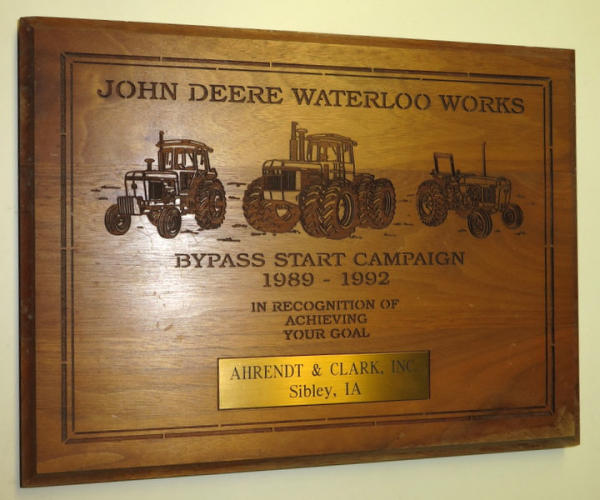 JOHN DEERE WATERLOO WORKS
BYPASS START CAMPAIGN
1989 - 1992
IN RECOGNITION OF
ACHIEVING
YOUR GOAL
AHRENDT & CLARK, INC.
Sibley, IA